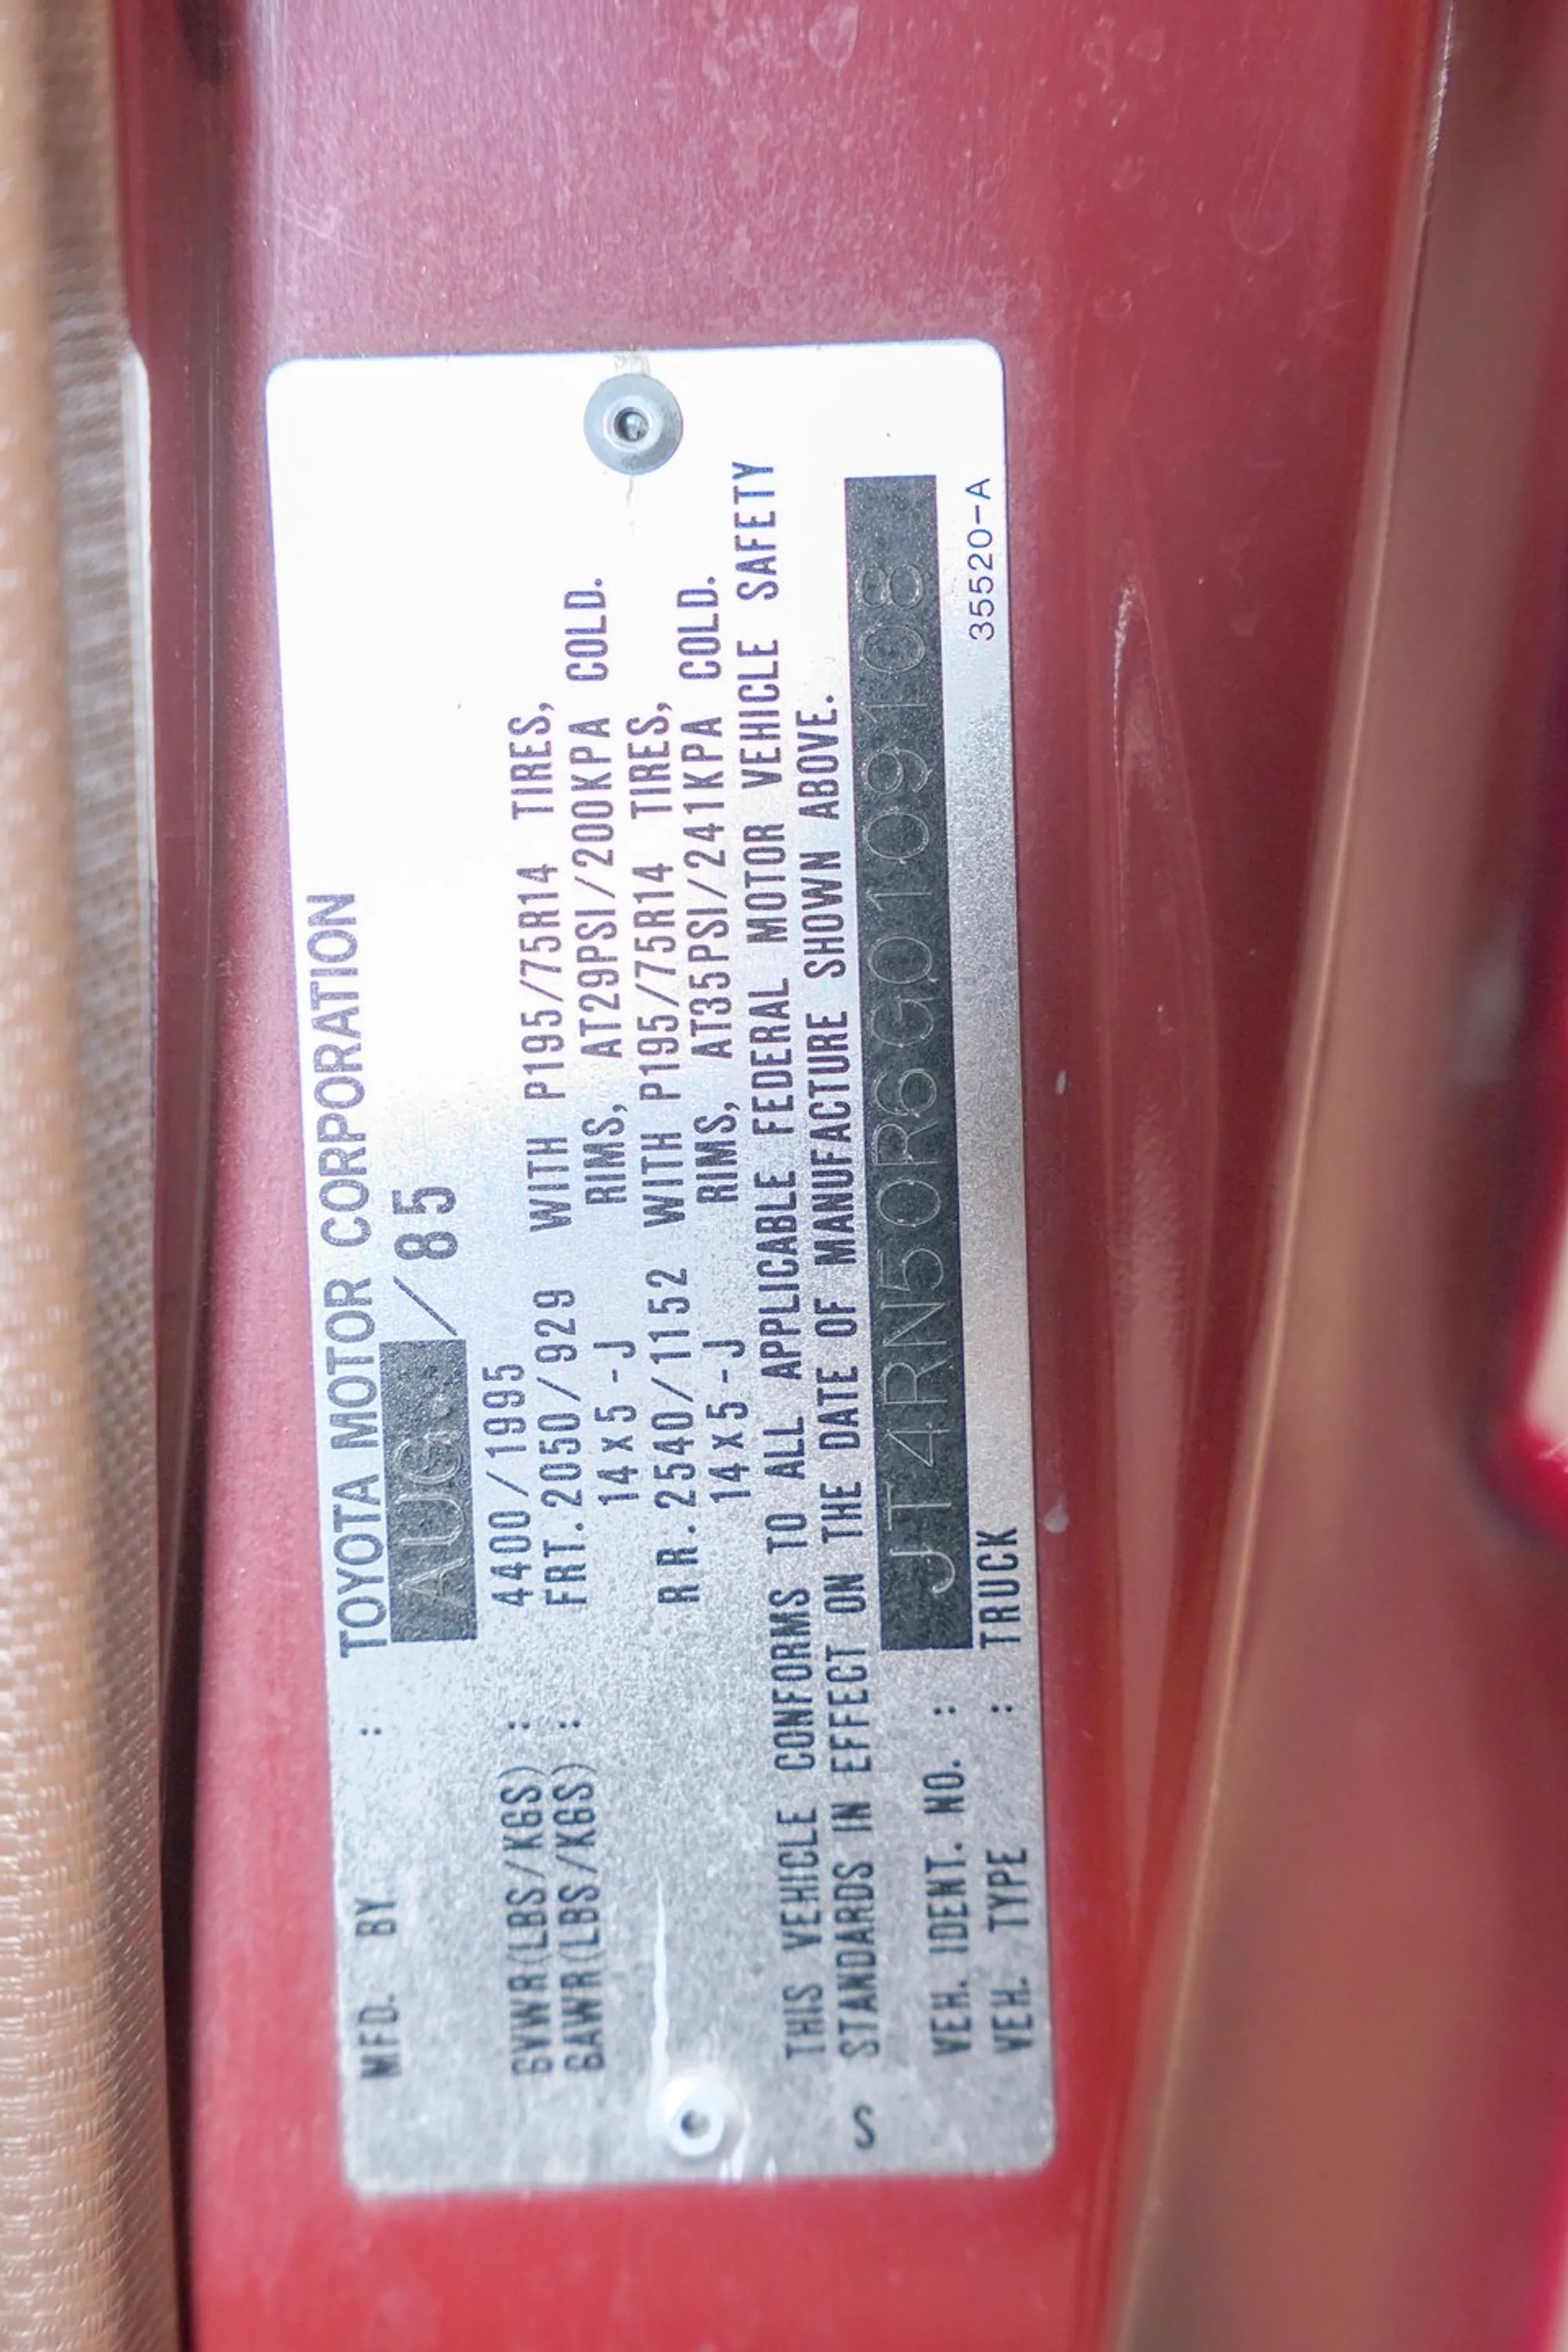 MFD. BY : TOYOTA MOTOR CORPORATION
AUG. / 85
GVWR(LBS/KGS) : 4400/1995
GAWR(LBS/KGS) : FRT.2050/929 WITH P195/75R14 TIRES,
14x5-J RIMS, AT29PSI/200KPA COLD.
RR.2540/1152 WITH P195/75R14 TIRES,
14x5-J RIMS, AT35PSI/241KPA COLD.
THIS VEHICLE CONFORMS TO ALL APPLICABLE FEDERAL MOTOR VEHICLE SAFETY
S STANDARDS IN EFFECT ON THE DATE OF MANUFACTURE SHOWN ABOVE.
VEH. IDENT. NO. : JT4RN50R6G0109108
VEH. TYPE : TRUCK 35520-A